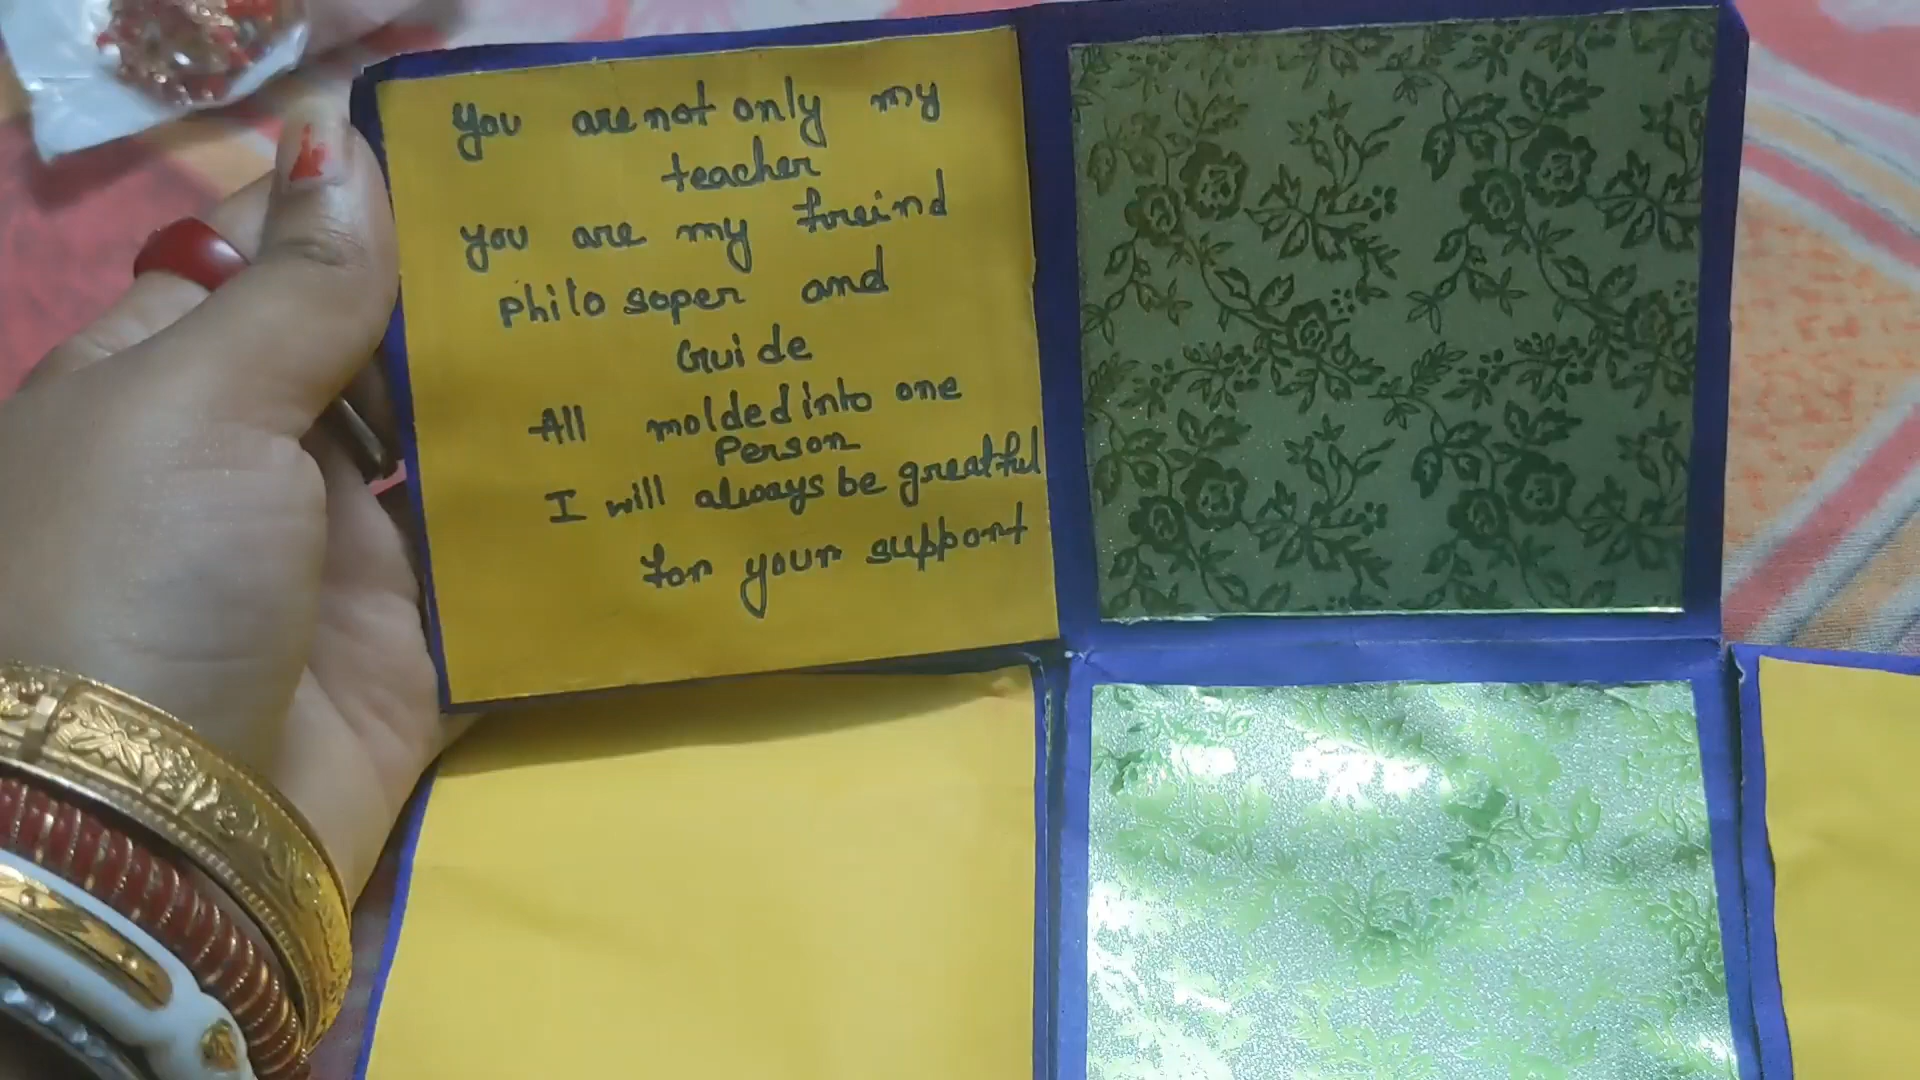 You are not only my
teacher
you are my freind
Philo soper and
Guide
All molded into one
Person
I will always be greatful
for your support